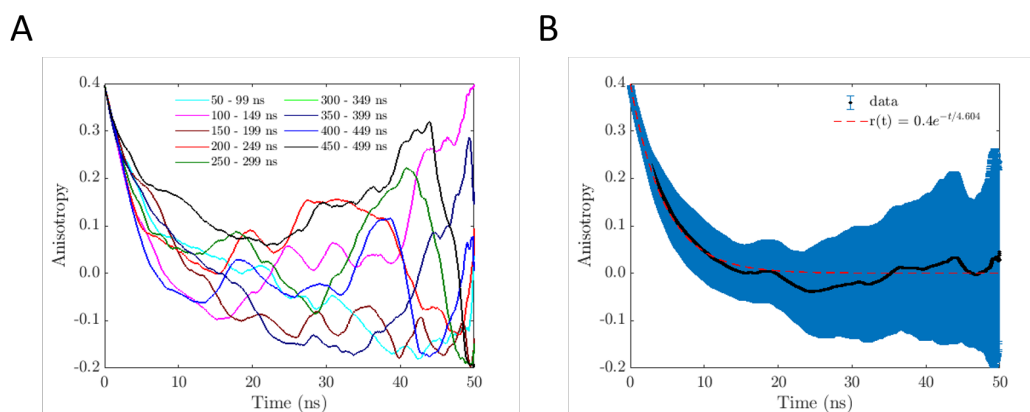 A
B
0.4
0.3
0.2
0.1
0.0
-0.1
-0.2
Anisotropy
50 - 99 ns
100 - 149 ns
150 - 199 ns
200 - 249 ns
250 - 299 ns
300 - 349 ns
350 - 399 ns
400 - 449 ns
450 - 499 ns
0 10 20 30 40 50
Time (ns)
0.4
0.3
0.2
0.1
0.0
-0.1
-0.2
Anisotropy
data
r(t) = 0.4e^{-t/4.604}
0 10 20 30 40 50
Time (ns)